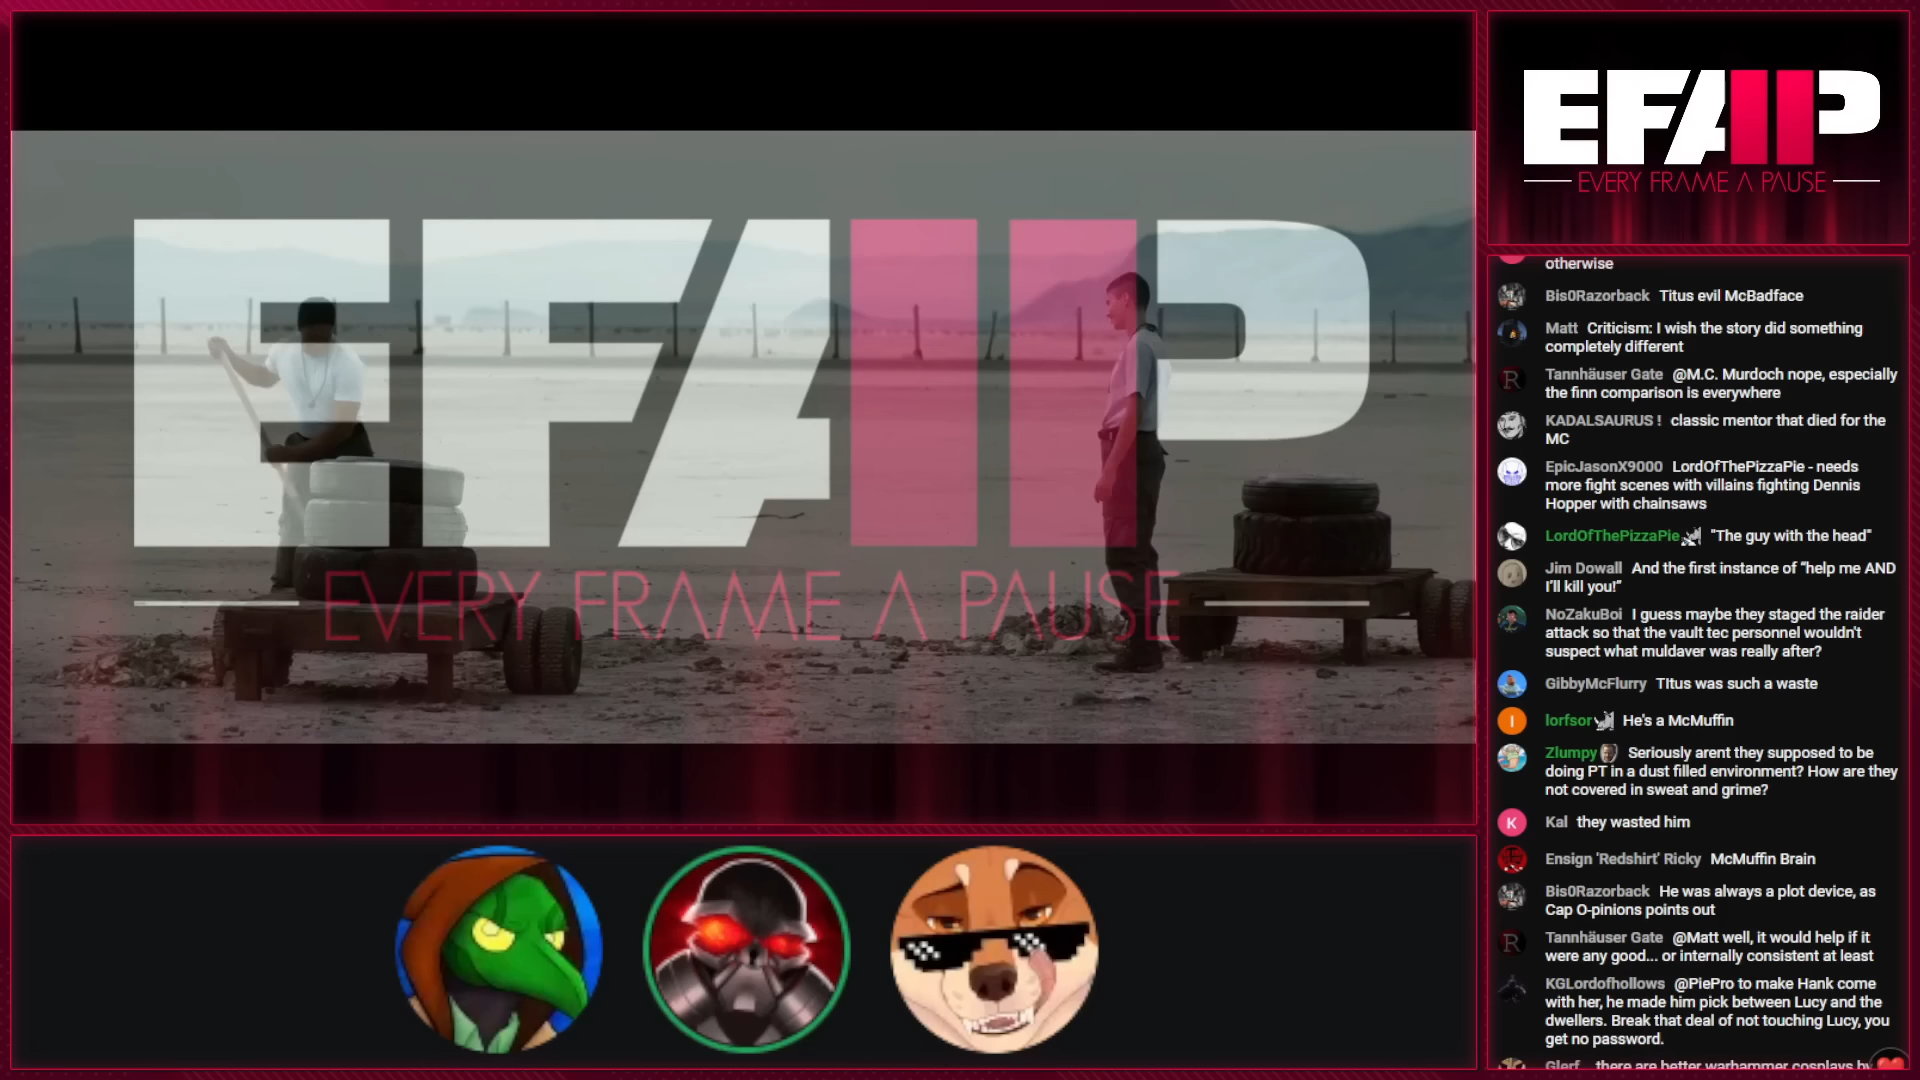 EFAP
EVERY FRAME A PAUSE
EFAP
EVERY FRAME A PAUSE
otherwise
Bis0Razorback Titus evil McBadface
Matt Criticism: I wish the story did something
completely different
Tannhäuser Gate @M.C. Murdoch nope, especially
the finn comparison is everywhere
KADALSAURUS ! classic mentor that died for the
MC
EpicJasonX9000 LordOfThePizzaPie - needs
more fight scenes with villains fighting Dennis
Hopper with chainsaws
LordOfThePizzaPie "The guy with the head"
Jim Dowall And the first instance of “help me AND
I’ll kill you!”
NoZakuBoi I guess maybe they staged the raider
attack so that the vault tec personnel wouldn't
suspect what muldaver was really after?
GibbyMcFlurry TItus was such a waste
I
lorfsor He's a McMuffin
Zlumpy Seriously arent they supposed to be
doing PT in a dust filled environment? How are they
not covered in sweat and grime?
K
Kal they wasted him
Ensign 'Redshirt' Ricky McMuffin Brain
Bis0Razorback He was always a plot device, as
Cap O-pinions points out
R
Tannhäuser Gate @Matt well, it would help if it
were any good... or internally consistent at least
KGLordofhollows @PiePro to make Hank come
with her, he made him pick between Lucy and the
dwellers. Break that deal of not touching Lucy, you
get no password.
Glerf there are better warhammer cosplays by